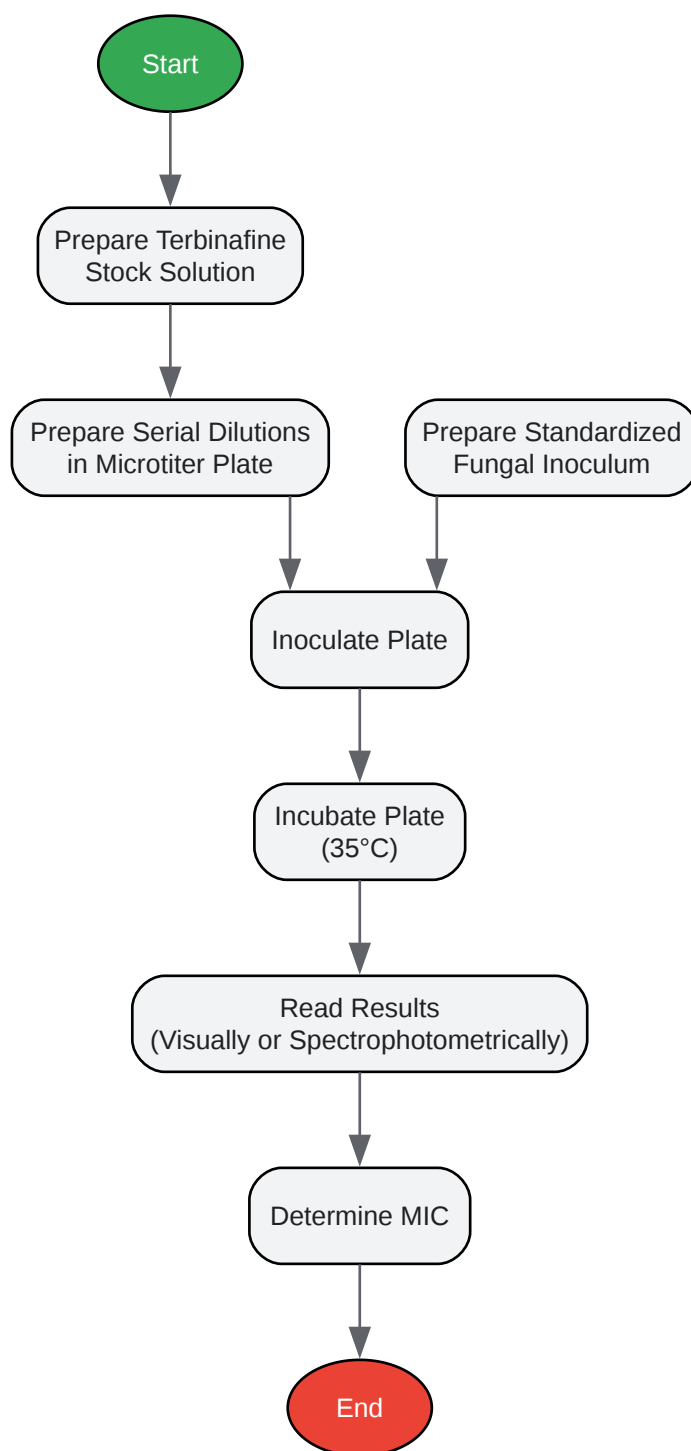 Start
Prepare Terbinafine
Stock Solution
Prepare Serial Dilutions
in Microtiter Plate
Prepare Standardized
Fungal Inoculum
Inoculate Plate
Incubate Plate
(35°C)
Read Results
(Visually or Spectrophotometrically)
Determine MIC
End